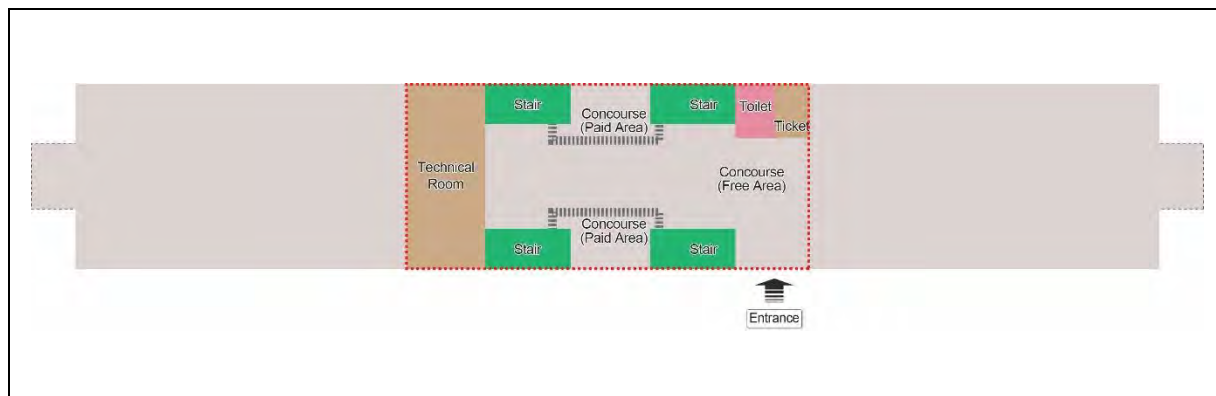 Stair
Concourse
(Paid Area)
Stair
Toilet
Ticket
Technical
Room
Concourse
(Free Area)
Concourse
(Paid Area)
Stair
Stair
Entrance